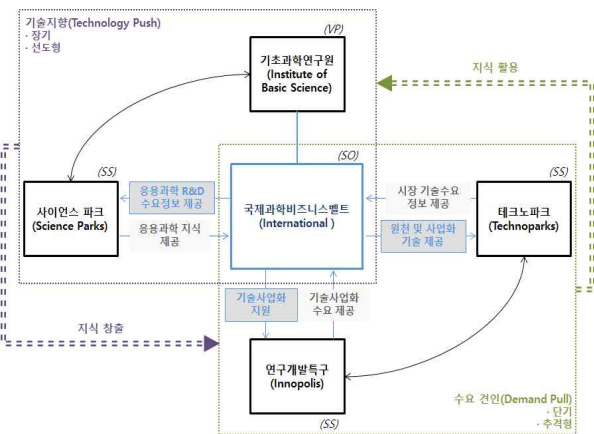 기술지향(Technology Push)
· 장기
· 선도형
(VP)
기초과학연구원
(Institute of
Basic Science)
지식 활용
(SS)
사이언스 파크
(Science Parks)
응용과학 R&D
수요정보 제공
응용과학 지식
제공
(SO)
국제과학비즈니스벨트
(International )
시장 기술수요
정보 제공
원천 및 사업화
기술 제공
(SS)
테크노파크
(Technoparks)
기술사업화
지원
기술사업화
수요 제공
지식 창출
연구개발특구
(Innopolis)
(SS)
수요 견인(Demand Pull)
· 단기
· 추격형